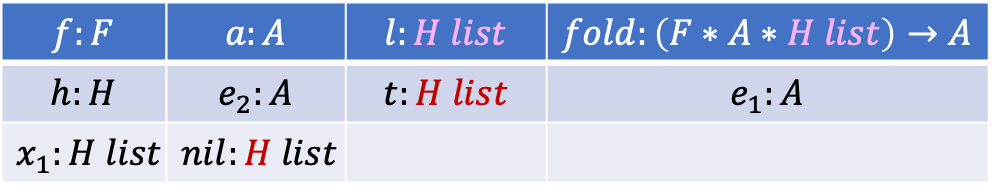 f: F a: A l: H list fold: (F * A * H list) → A
h: H e₂: A t: H list e₁: A
x₁: H list nil: H list